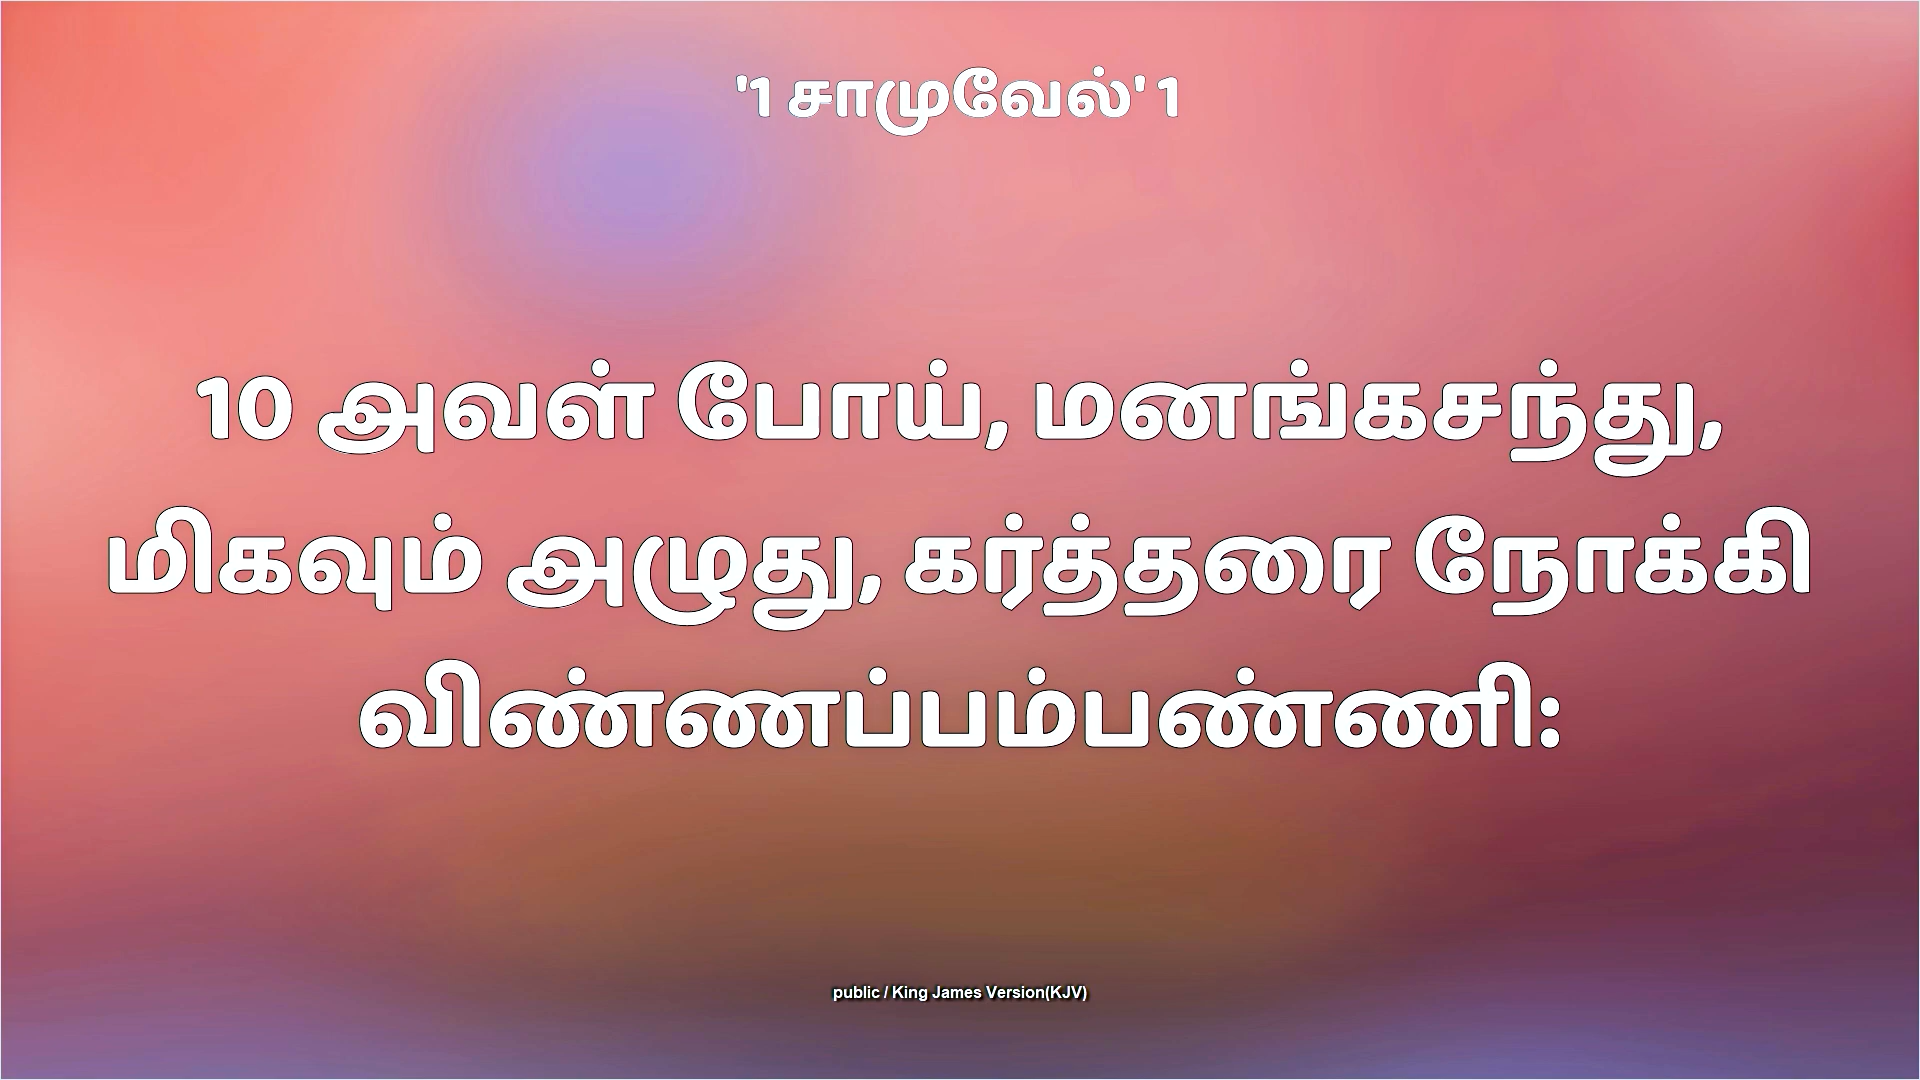 '1 சாமுவேல்' 1
10 அவள் போய், மனங்கசந்து,
மிகவும் அழுது, கர்த்தரை நோக்கி
விண்ணப்பம்பண்ணி:
public / King James Version(KJV)